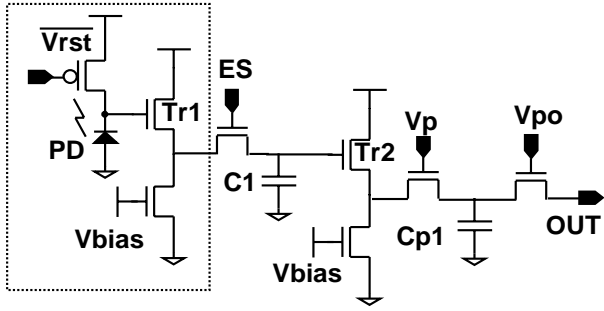 Vrst
ES
Tr1
Vp
Vpo
PD
Tr2
C1
Vbias
Cp1
OUT
Vbias